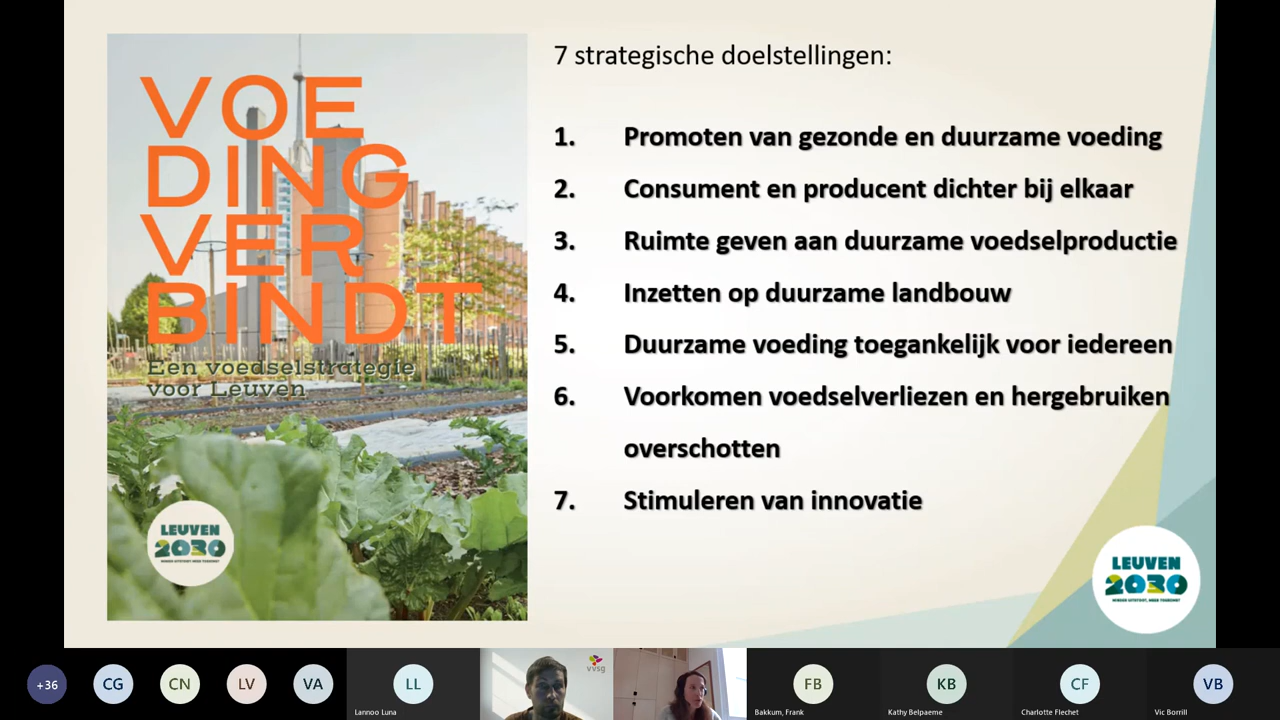 VOE
DING
VER
BINDT
Een voedselstrategie
voor Leuven
LEUVEN
2030
7 strategische doelstellingen:
1. Promoten van gezonde en duurzame voeding
2. Consument en producent dichter bij elkaar
3. Ruimte geven aan duurzame voedselproductie
4. Inzetten op duurzame landbouw
5. Duurzame voeding toegankelijk voor iedereen
6. Voorkomen voedselverliezen en hergebruiken
overschotten
7. Stimuleren van innovatie
LEUVEN
2030
+36
CG
CN
LV
VA
LL
Lannoo Luna
vvsg
FB
Bakkum, Frank
KB
Kathy Belpaeme
CF
Charlotte Flechet
VB
Vic Borrill